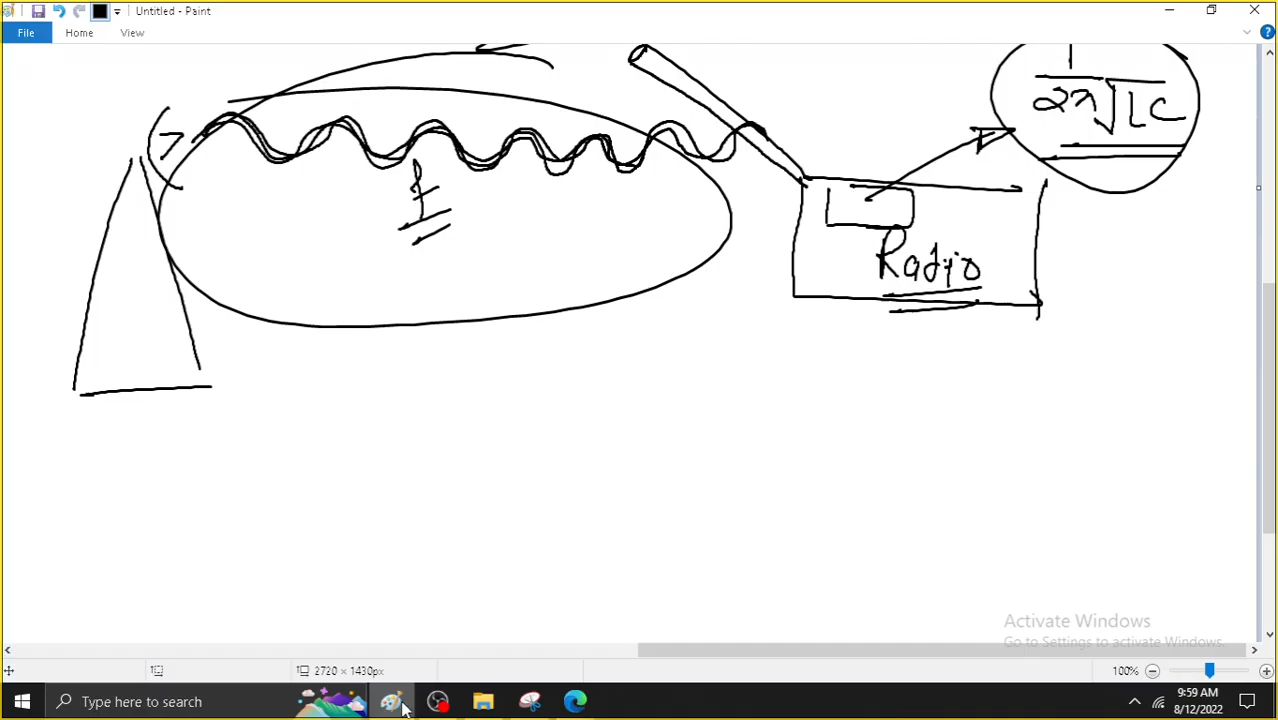 Untitled - Paint
File Home View
1
2π√LC
f
Radio
Activate Windows
Go to Settings to activate Windows.
2720 × 1430px
100%
Type here to search
9:59 AM
8/12/2022